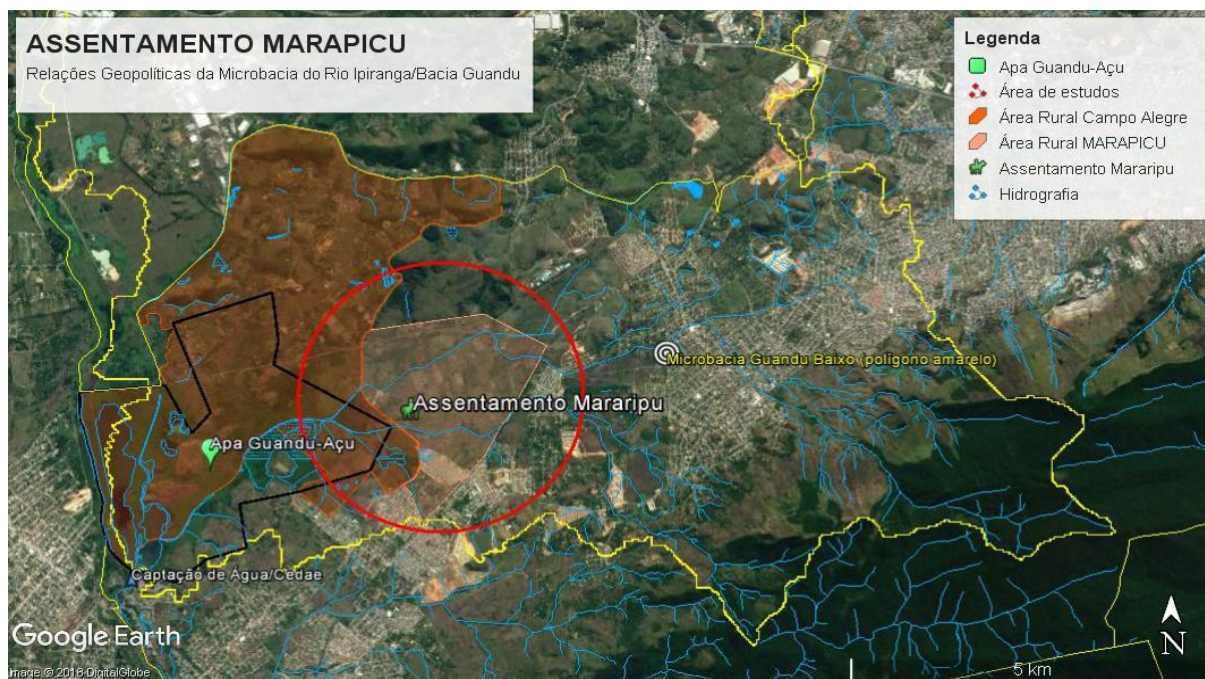 ASSENTAMENTO MARAPICU
Relações Geopolíticas da Microbacia do Rio Ipiranga/Bacia Guandu
Legenda
Apa Guandu-Açu
Área de estudos
Área Rural Campo Alegre
Área Rural MARAPICU
Assentamento Mararipu
Hidrografia
Microbacia Guandu Baixo (polígono amarelo)
Assentamento Mararipu
Apa Guandu-Açu
Captação de Água/Cedae
Google Earth
Image © 2018 DigitalGlobe
N
5 km